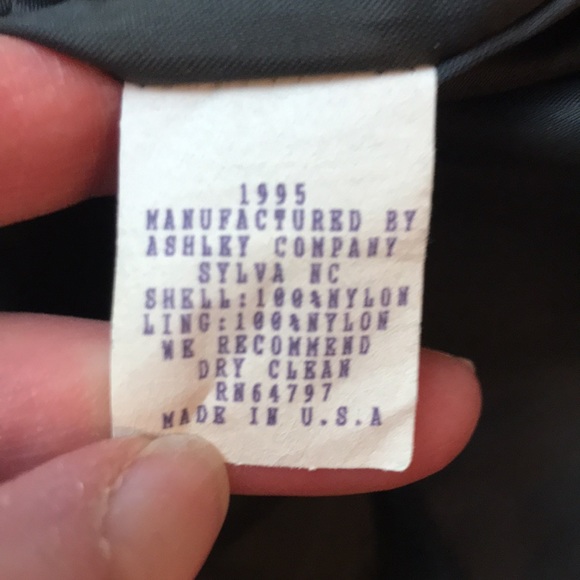 1995
MANUFACTURED BY
ASHLEY COMPANY
SYLVA NC
SHELL:100%NYLON
LING:100%NYLON
WE RECOMMEND
DRY CLEAN
RN64797
MADE IN U.S.A